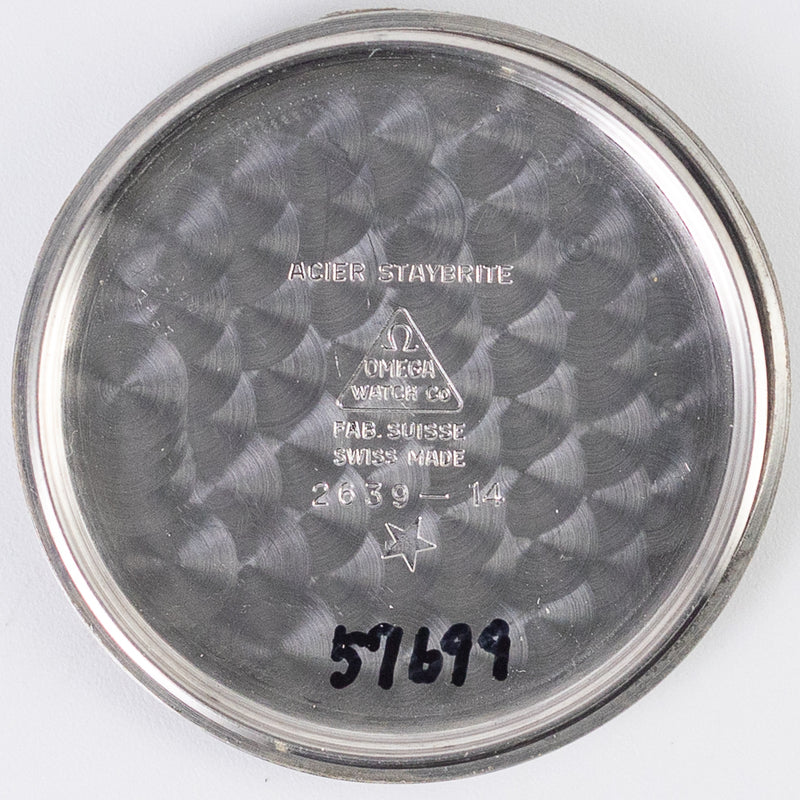 ACIER STAYBRITE
Ω
OMEGA
WATCH Co
FAB. SUISSE
SWISS MADE
2639 — 14
57699